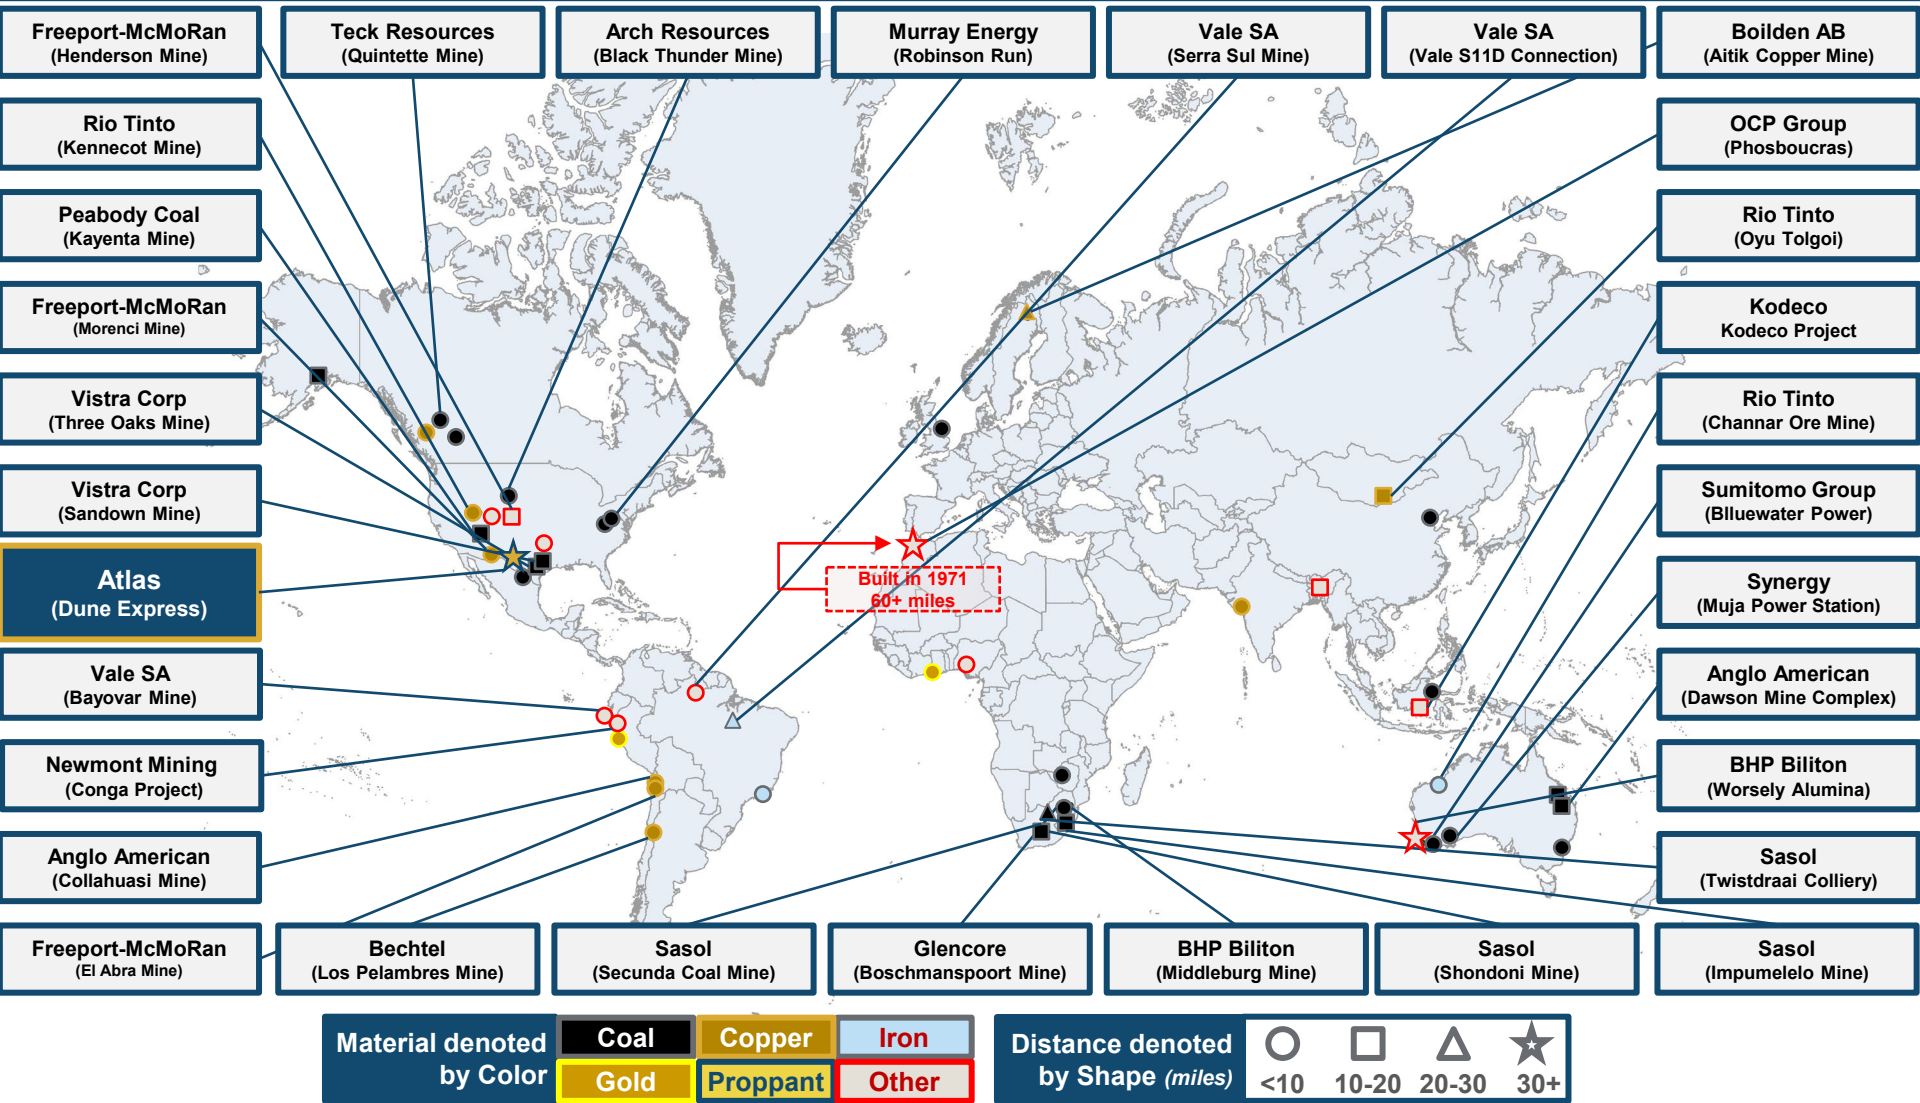 Freeport-McMoRan
(Henderson Mine)
Teck Resources
(Quintette Mine)
Arch Resources
(Black Thunder Mine)
Murray Energy
(Robinson Run)
Vale SA
(Serra Sul Mine)
Vale SA
(Vale S11D Connection)
Boilden AB
(Aitik Copper Mine)
Rio Tinto
(Kennecot Mine)
Peabody Coal
(Kayenta Mine)
Freeport-McMoRan
(Morenci Mine)
Vistra Corp
(Three Oaks Mine)
Vistra Corp
(Sandown Mine)
Atlas
(Dune Express)
Vale SA
(Bayovar Mine)
Newmont Mining
(Conga Project)
Anglo American
(Collahuasi Mine)
Freeport-McMoRan
(El Abra Mine)
OCP Group
(Phosboucras)
Rio Tinto
(Oyu Tolgoi)
Kodeco
Kodeco Project
Rio Tinto
(Channar Ore Mine)
Sumitomo Group
(Blluewater Power)
Synergy
(Muja Power Station)
Anglo American
(Dawson Mine Complex)
BHP Biliton
(Worsely Alumina)
Sasol
(Twistdraai Colliery)
Built in 1971
60+ miles
Bechtel
(Los Pelambres Mine)
Sasol
(Secunda Coal Mine)
Glencore
(Boschmanspoort Mine)
BHP Biliton
(Middleburg Mine)
Sasol
(Shondoni Mine)
Sasol
(Impumelelo Mine)
Material denoted
by Color
Coal
Copper
Iron
Gold
Proppant
Other
Distance denoted
by Shape (miles)
<10
10-20
20-30
30+